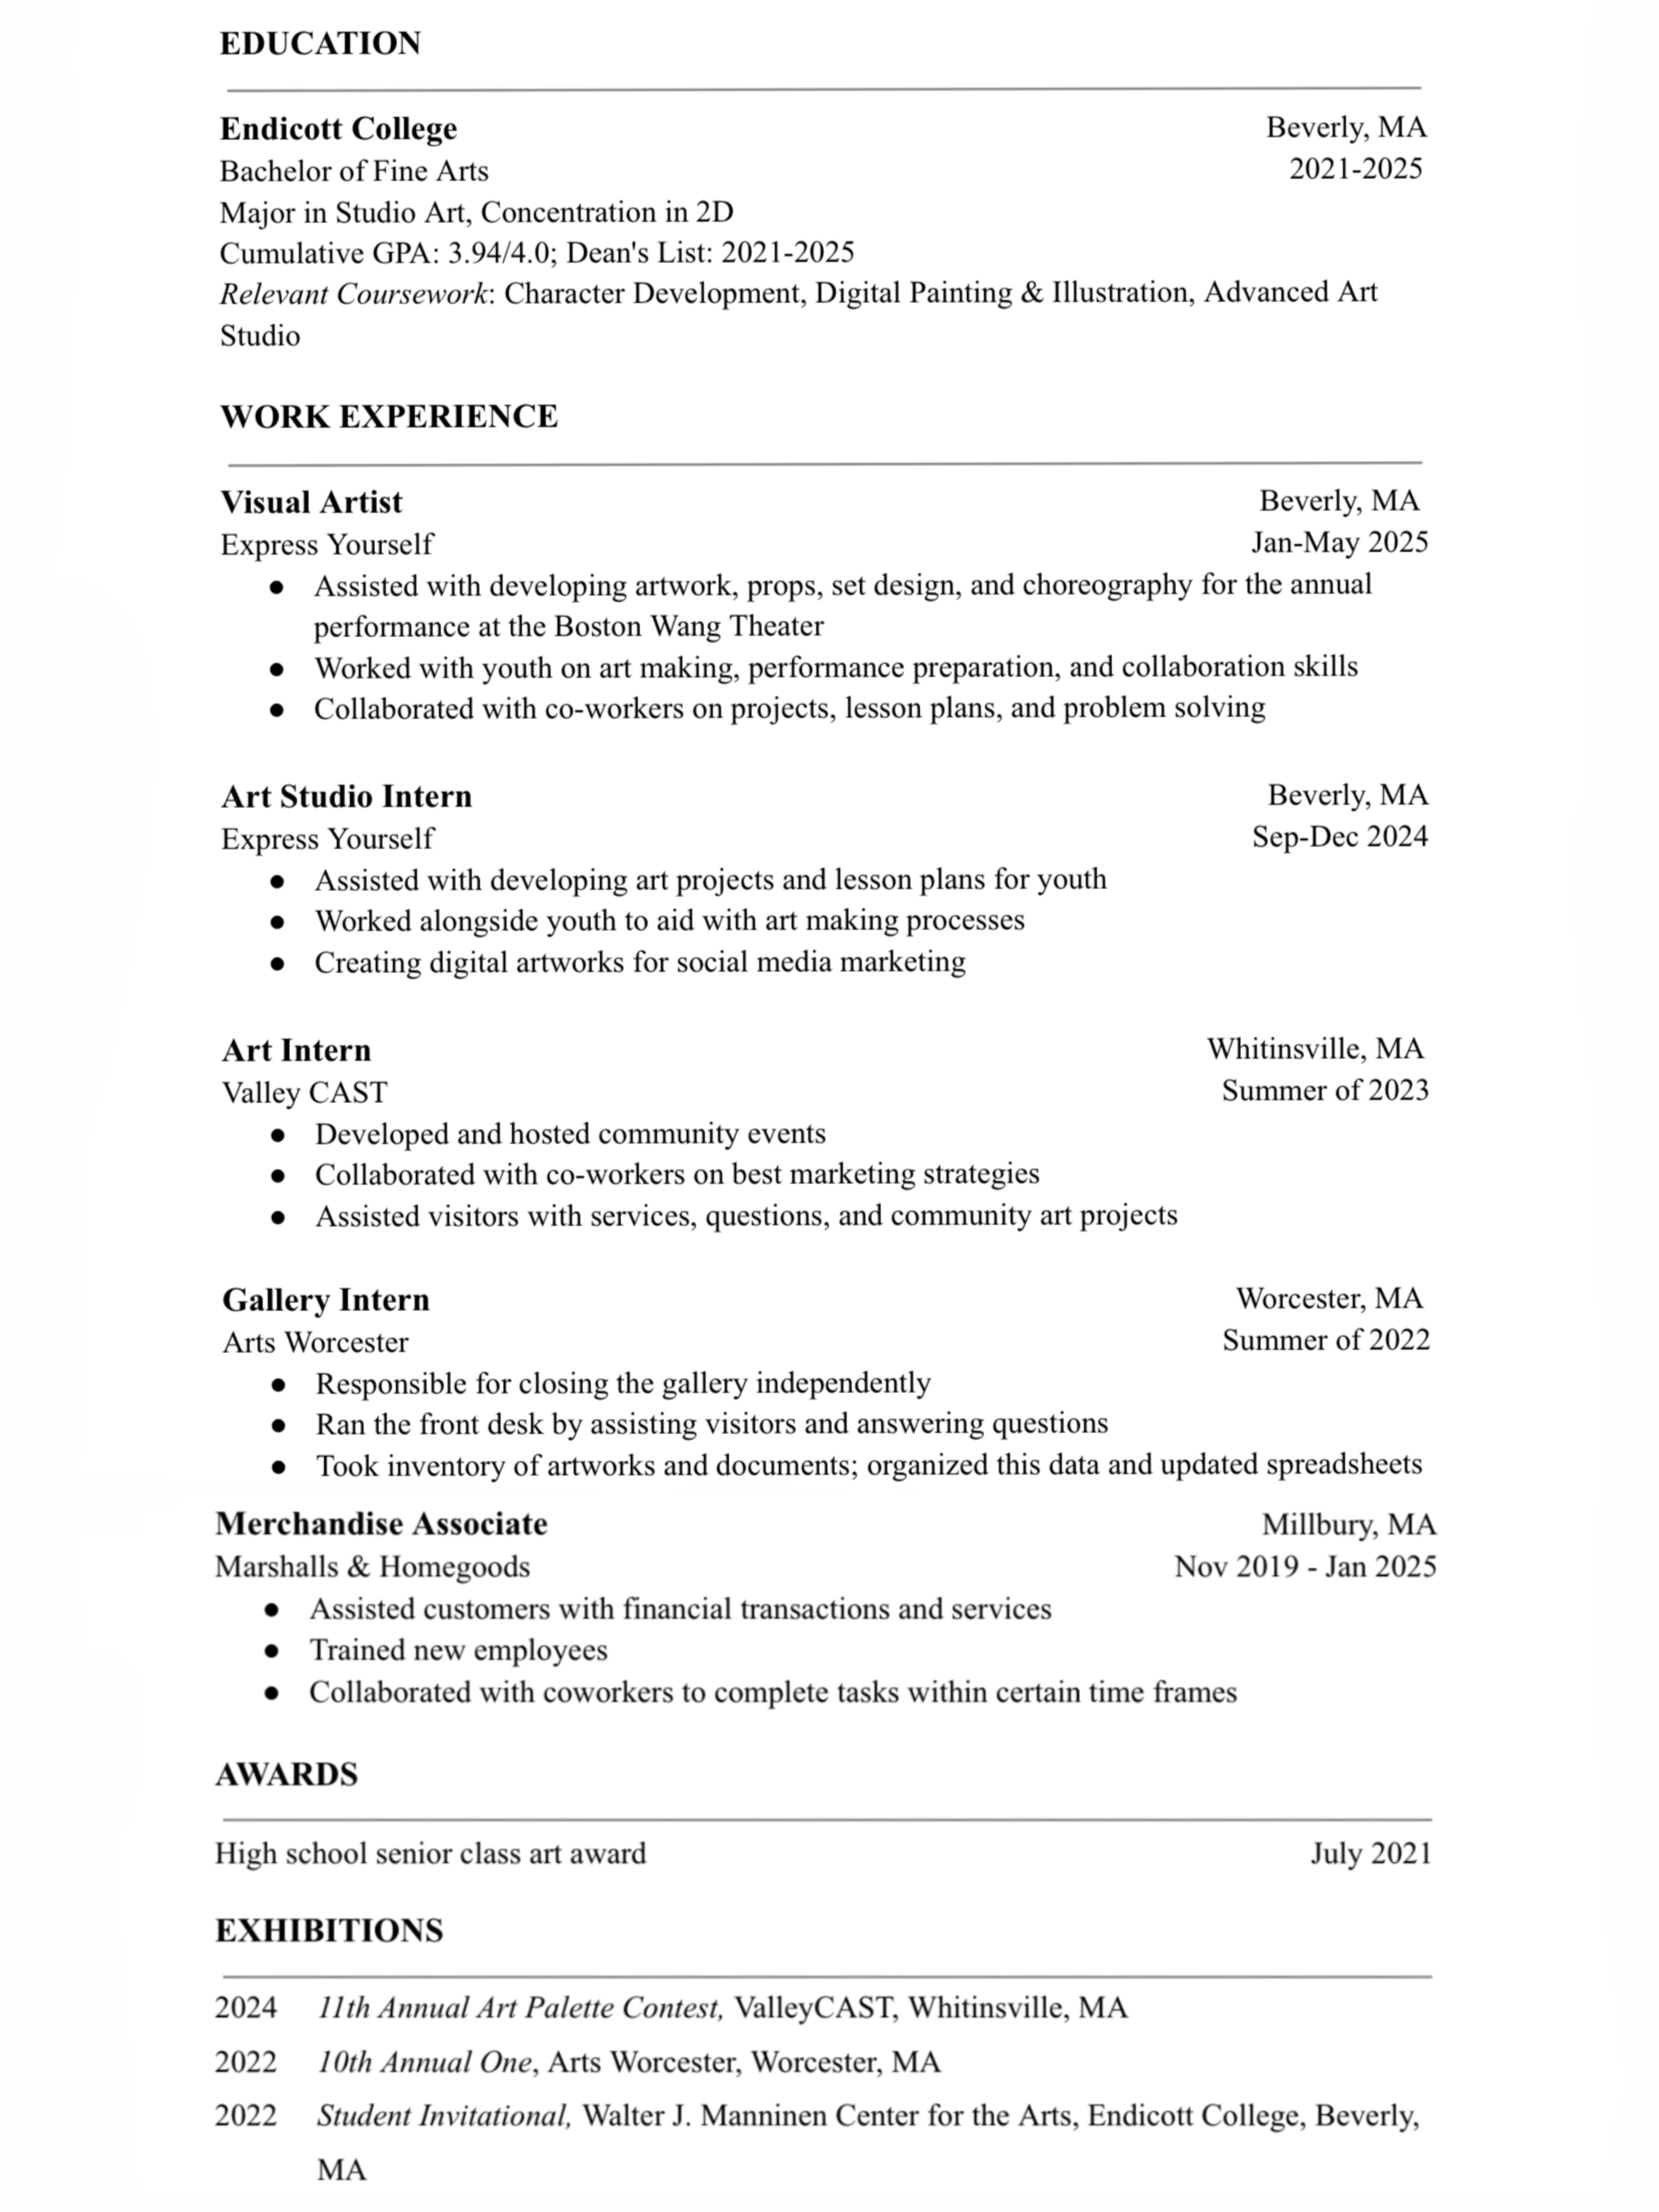 EDUCATION
Endicott College Beverly, MA
Bachelor of Fine Arts 2021-2025
Major in Studio Art, Concentration in 2D
Cumulative GPA: 3.94/4.0; Dean's List: 2021-2025
Relevant Coursework: Character Development, Digital Painting & Illustration, Advanced Art
Studio
WORK EXPERIENCE
Visual Artist Beverly, MA
Express Yourself Jan-May 2025
● Assisted with developing artwork, props, set design, and choreography for the annual
performance at the Boston Wang Theater
● Worked with youth on art making, performance preparation, and collaboration skills
● Collaborated with co-workers on projects, lesson plans, and problem solving
Art Studio Intern Beverly, MA
Express Yourself Sep-Dec 2024
● Assisted with developing art projects and lesson plans for youth
● Worked alongside youth to aid with art making processes
● Creating digital artworks for social media marketing
Art Intern Whitinsville, MA
Valley CAST Summer of 2023
● Developed and hosted community events
● Collaborated with co-workers on best marketing strategies
● Assisted visitors with services, questions, and community art projects
Gallery Intern Worcester, MA
Arts Worcester Summer of 2022
● Responsible for closing the gallery independently
● Ran the front desk by assisting visitors and answering questions
● Took inventory of artworks and documents; organized this data and updated spreadsheets
Merchandise Associate Millbury, MA
Marshalls & Homegoods Nov 2019 - Jan 2025
● Assisted customers with financial transactions and services
● Trained new employees
● Collaborated with coworkers to complete tasks within certain time frames
AWARDS
High school senior class art award July 2021
EXHIBITIONS
2024 11th Annual Art Palette Contest, ValleyCAST, Whitinsville, MA
2022 10th Annual One, Arts Worcester, Worcester, MA
2022 Student Invitational, Walter J. Manninen Center for the Arts, Endicott College, Beverly,
MA